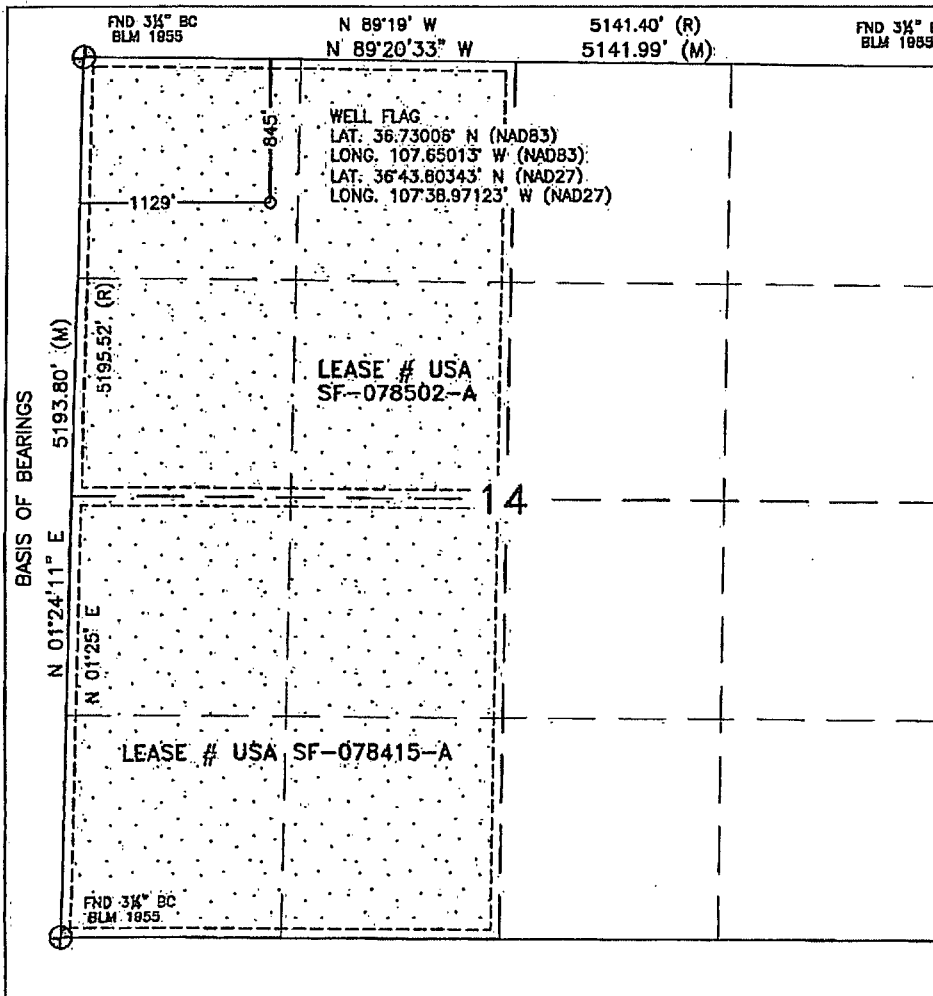 FND 3¼" BC
BLM 1955
N 89°19' W
N 89°20'33" W
5141.40' (R)
5141.99' (M)
FND 3¼"
BLM 1955
845'
WELL FLAG
LAT. 36.73006° N (NAD83)
LONG. 107.65013° W (NAD83)
LAT. 36°43.80343' N (NAD27)
LONG. 107°38.97123' W (NAD27)
1129'
BASIS OF BEARINGS
N 01°24'11" E
5193.80' (M)
5195.52' (R)
N 01°25' E
LEASE # USA
SF-078502-A
14
LEASE # USA SF-078415-A
FND 3¼" BC
BLM 1955